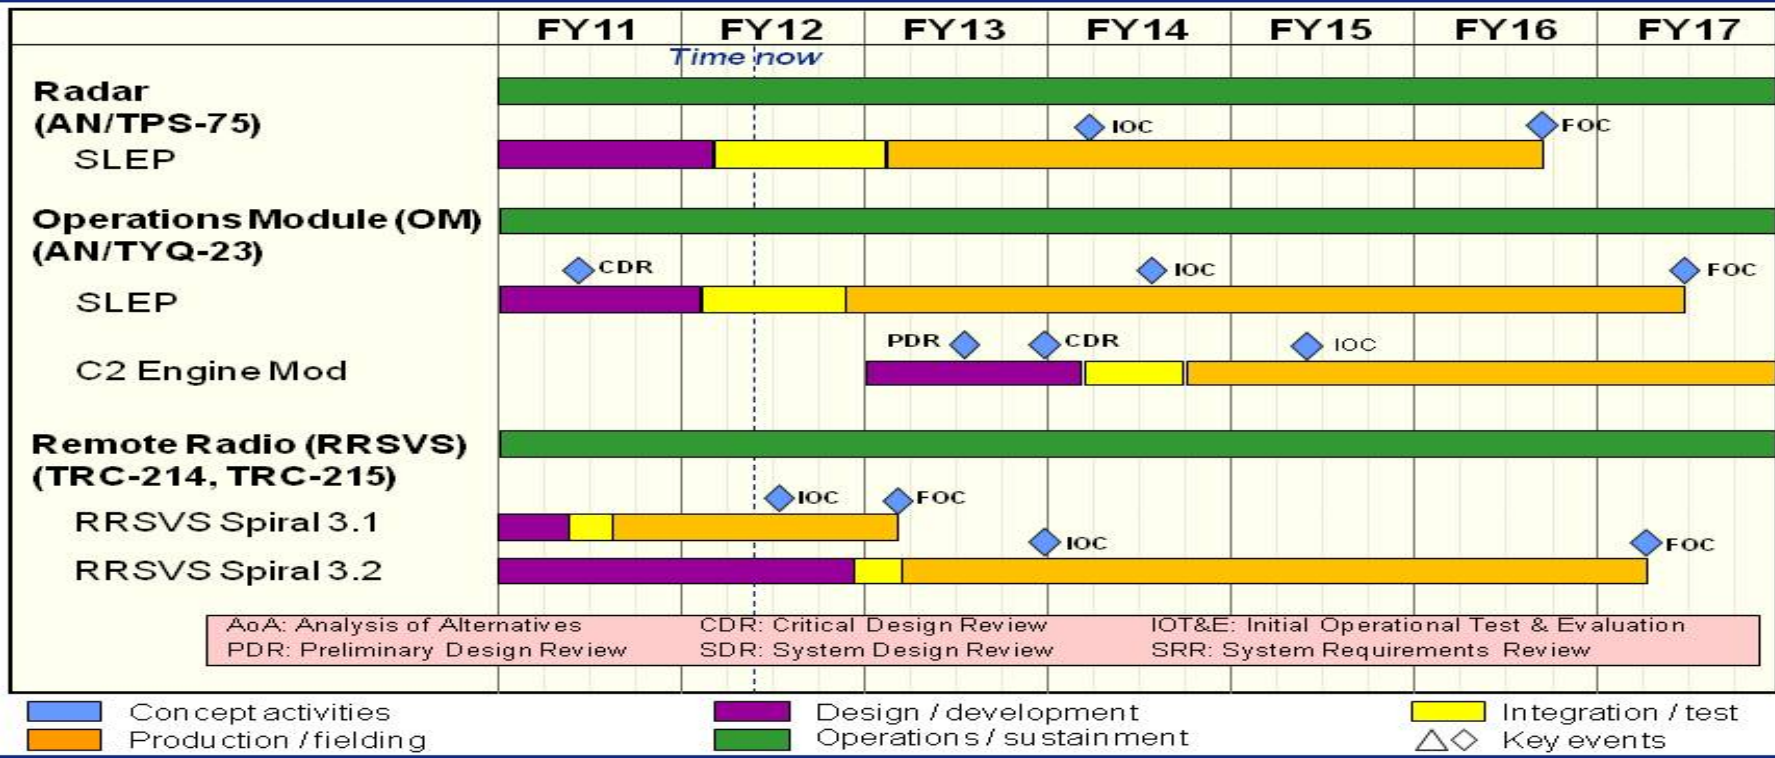 FY11 FY12 FY13 FY14 FY15 FY16 FY17
Time now
Radar
(AN/TPS-75)
IOC FOC
SLEP
Operations Module (OM)
(AN/TYQ-23)
CDR IOC FOC
SLEP
PDR CDR IOC
C2 Engine Mod
Remote Radio (RRSVS)
(TRC-214, TRC-215)
IOC FOC
RRSVS Spiral 3.1
IOC FOC
RRSVS Spiral 3.2
AoA: Analysis of Alternatives CDR: Critical Design Review IOT&E: Initial Operational Test & Evaluation
PDR: Preliminary Design Review SDR: System Design Review SRR: System Requirements Review
Concept activities Design / development Integration / test
Production / fielding Operations / sustainment Key events